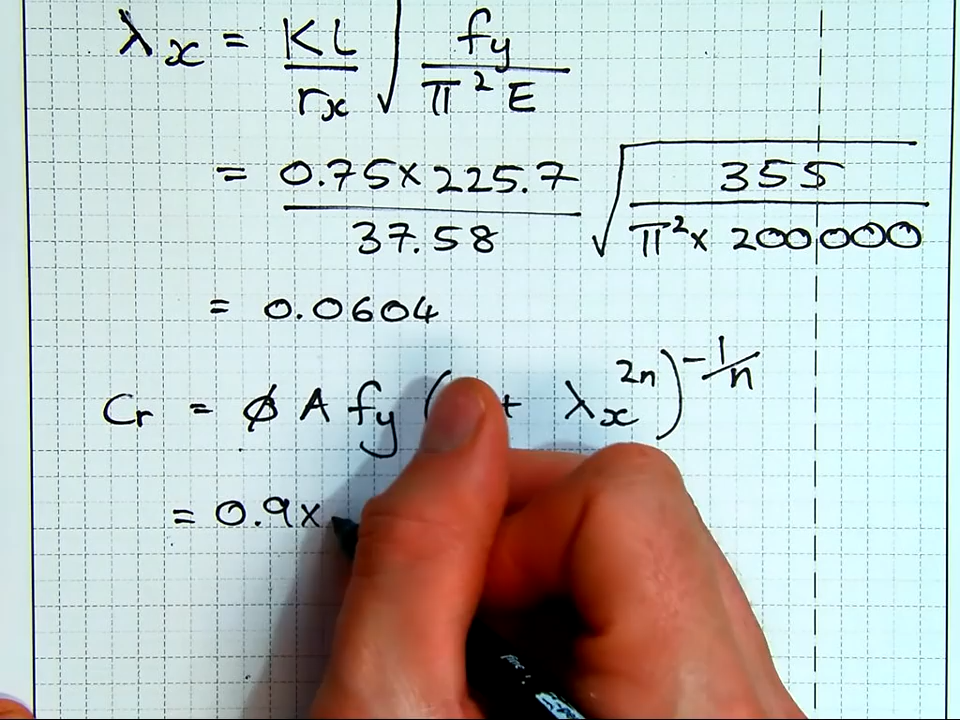 λx = KL/rx √(fy/π²E)
= 0.75×225.7/37.58 √(355/π²× 200000)
= 0.0604
Cr = ϕ A fy ( + λx^2n)^-1/n
= 0.9×